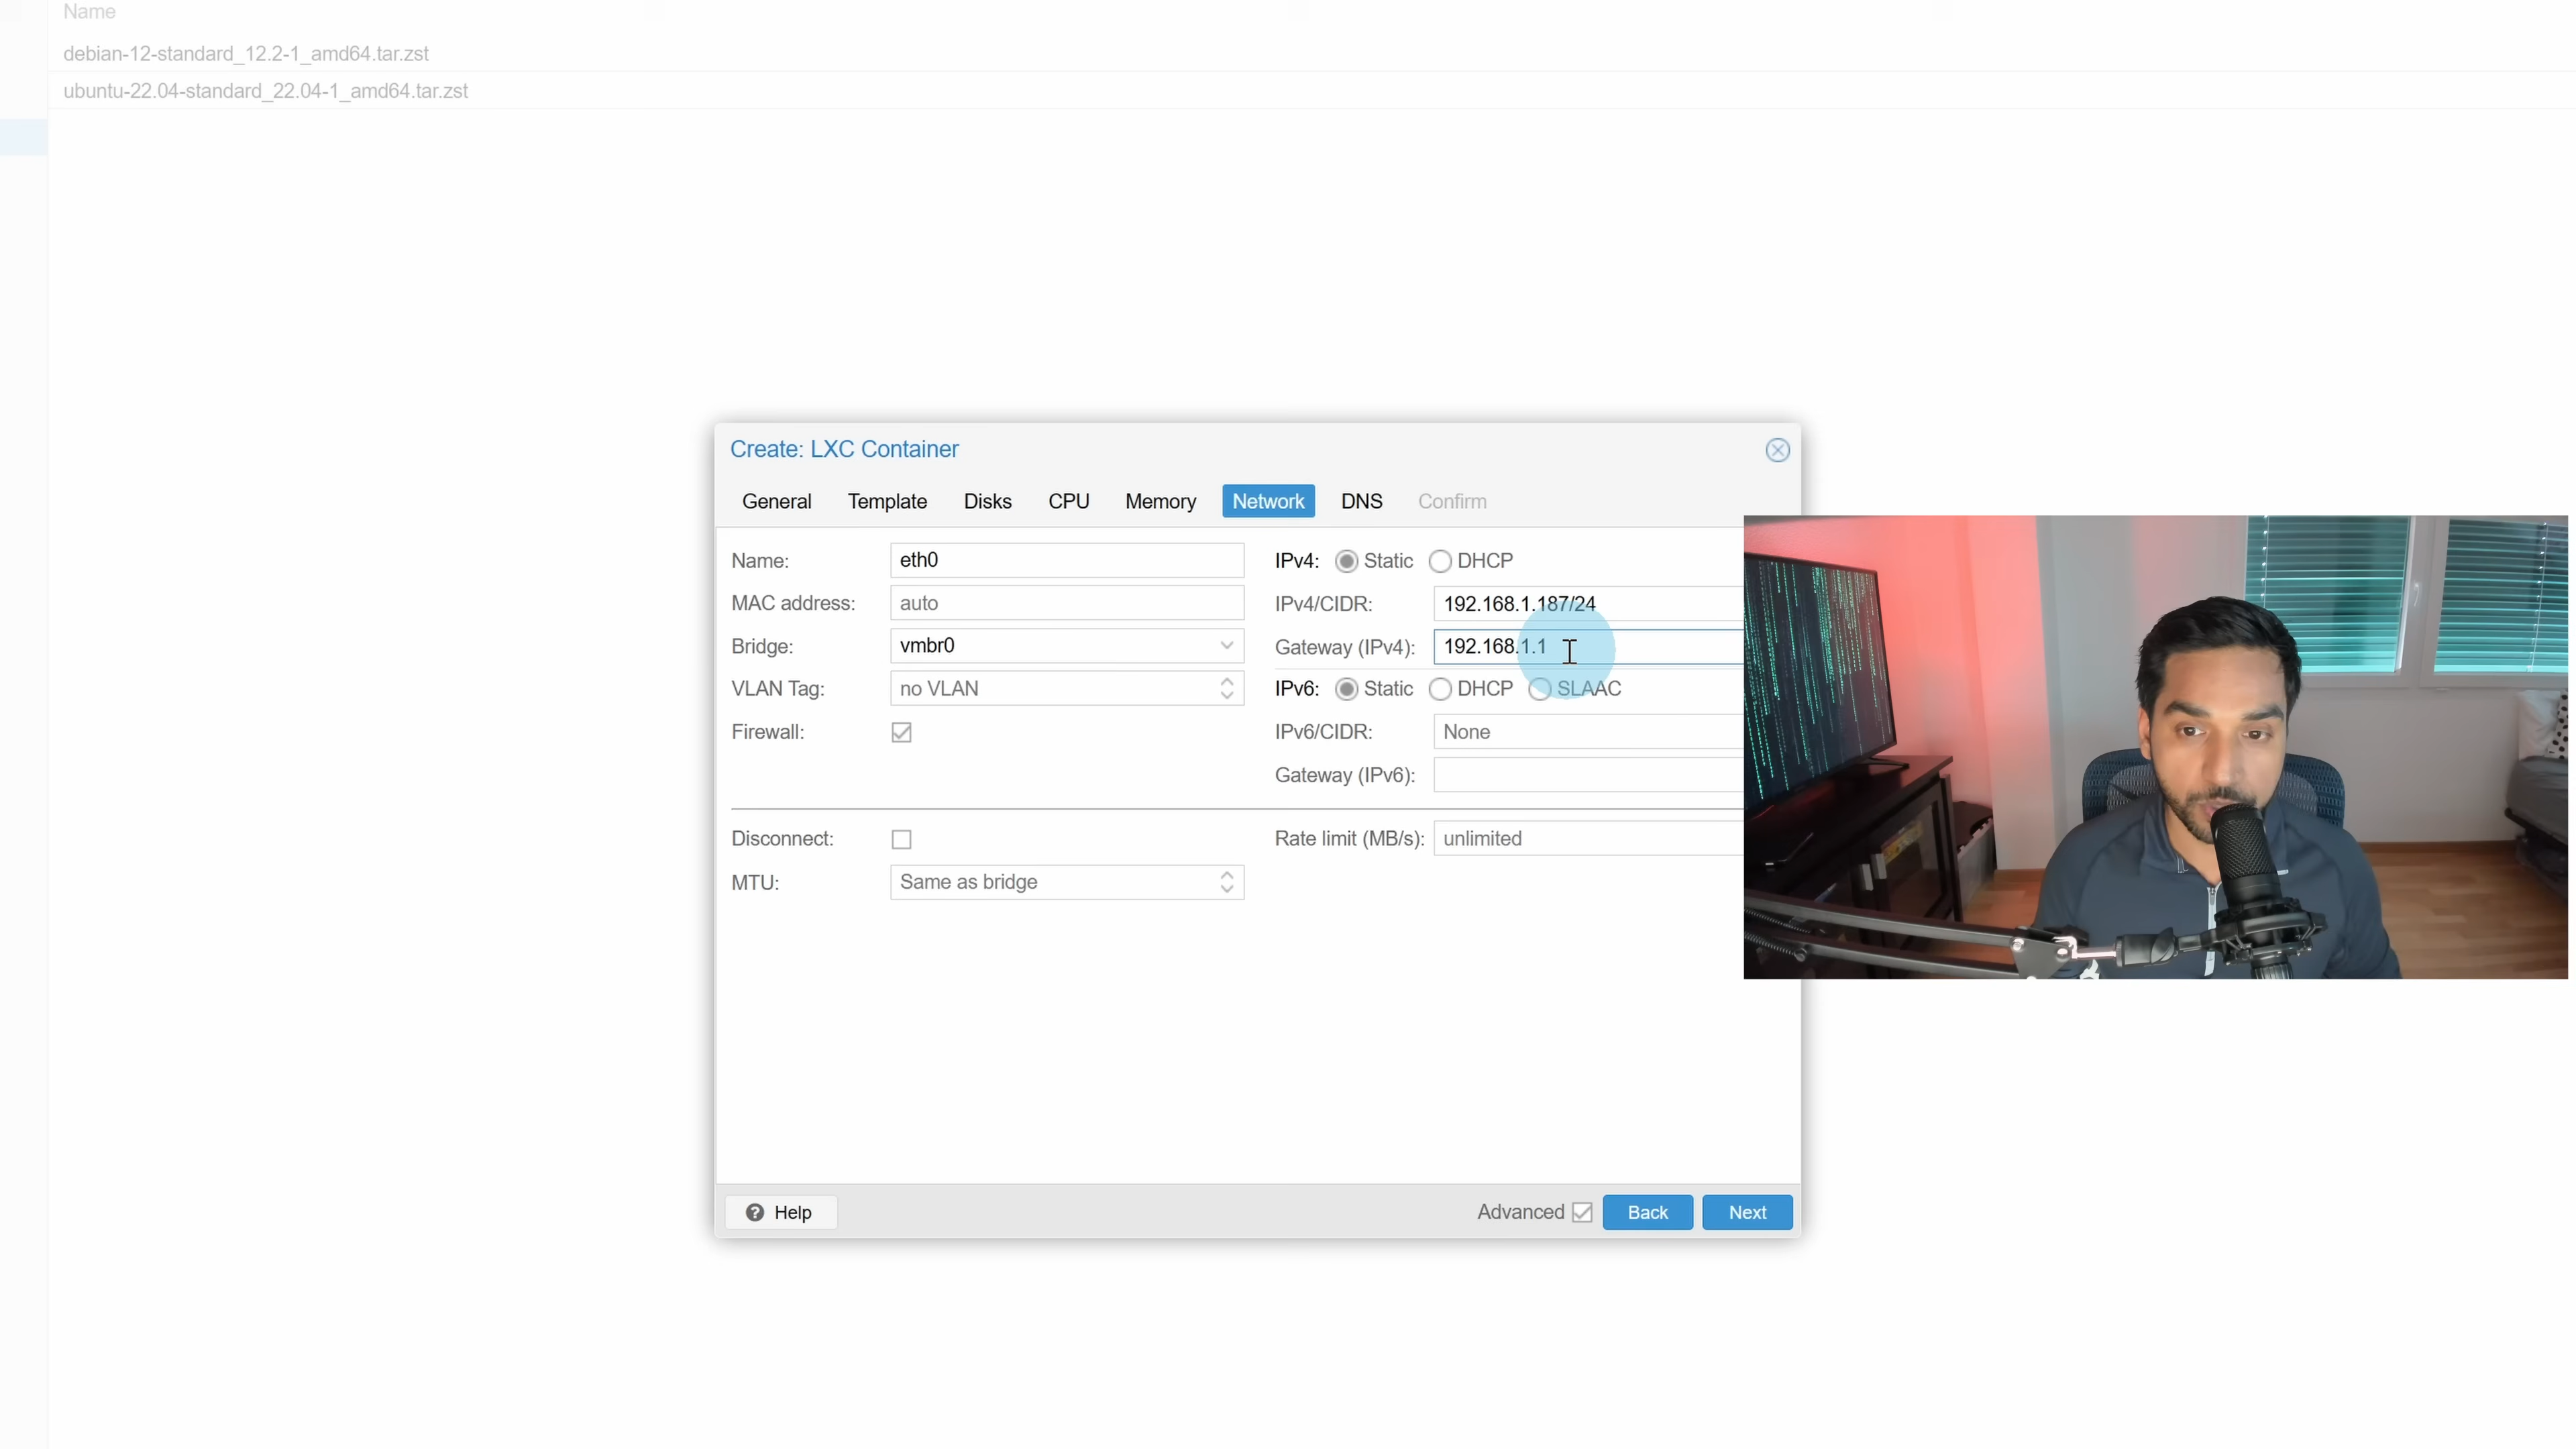 Name
debian-12-standard_12.2-1_amd64.tar.zst
ubuntu-22.04-standard_22.04-1_amd64.tar.zst
Create: LXC Container
General Template Disks CPU Memory Network DNS Confirm
Name: eth0 IPv4: Static DHCP
MAC address: auto IPv4/CIDR: 192.168.1.187/24
Bridge: vmbr0 Gateway (IPv4): 192.168.1.1
VLAN Tag: no VLAN IPv6: Static DHCP SLAAC
Firewall: IPv6/CIDR: None
Gateway (IPv6):
Disconnect: Rate limit (MB/s): unlimited
MTU: Same as bridge
Help Advanced Back Next